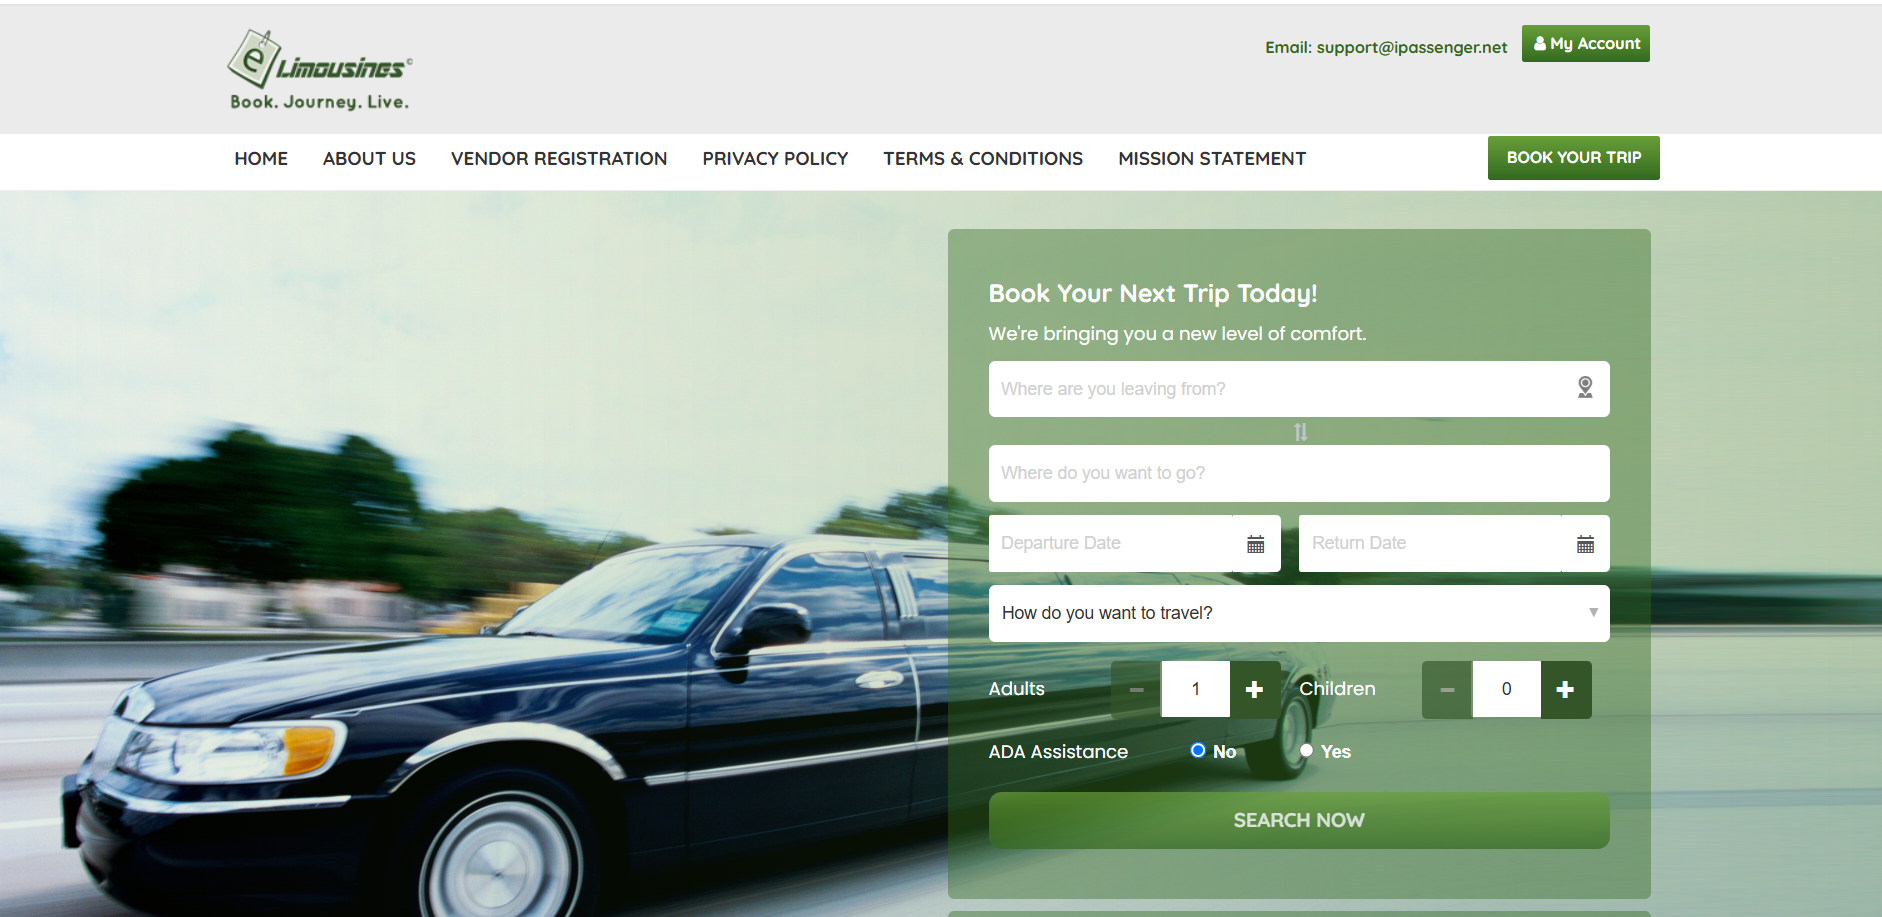 e Limousines©
Book. Journey. Live.
Email: support@ipassenger.net
My Account
HOME ABOUT US VENDOR REGISTRATION PRIVACY POLICY TERMS & CONDITIONS MISSION STATEMENT
BOOK YOUR TRIP
Book Your Next Trip Today!
We're bringing you a new level of comfort.
Where are you leaving from?
Where do you want to go?
Departure Date Return Date
How do you want to travel?
Adults 1 Children 0
ADA Assistance No Yes
SEARCH NOW